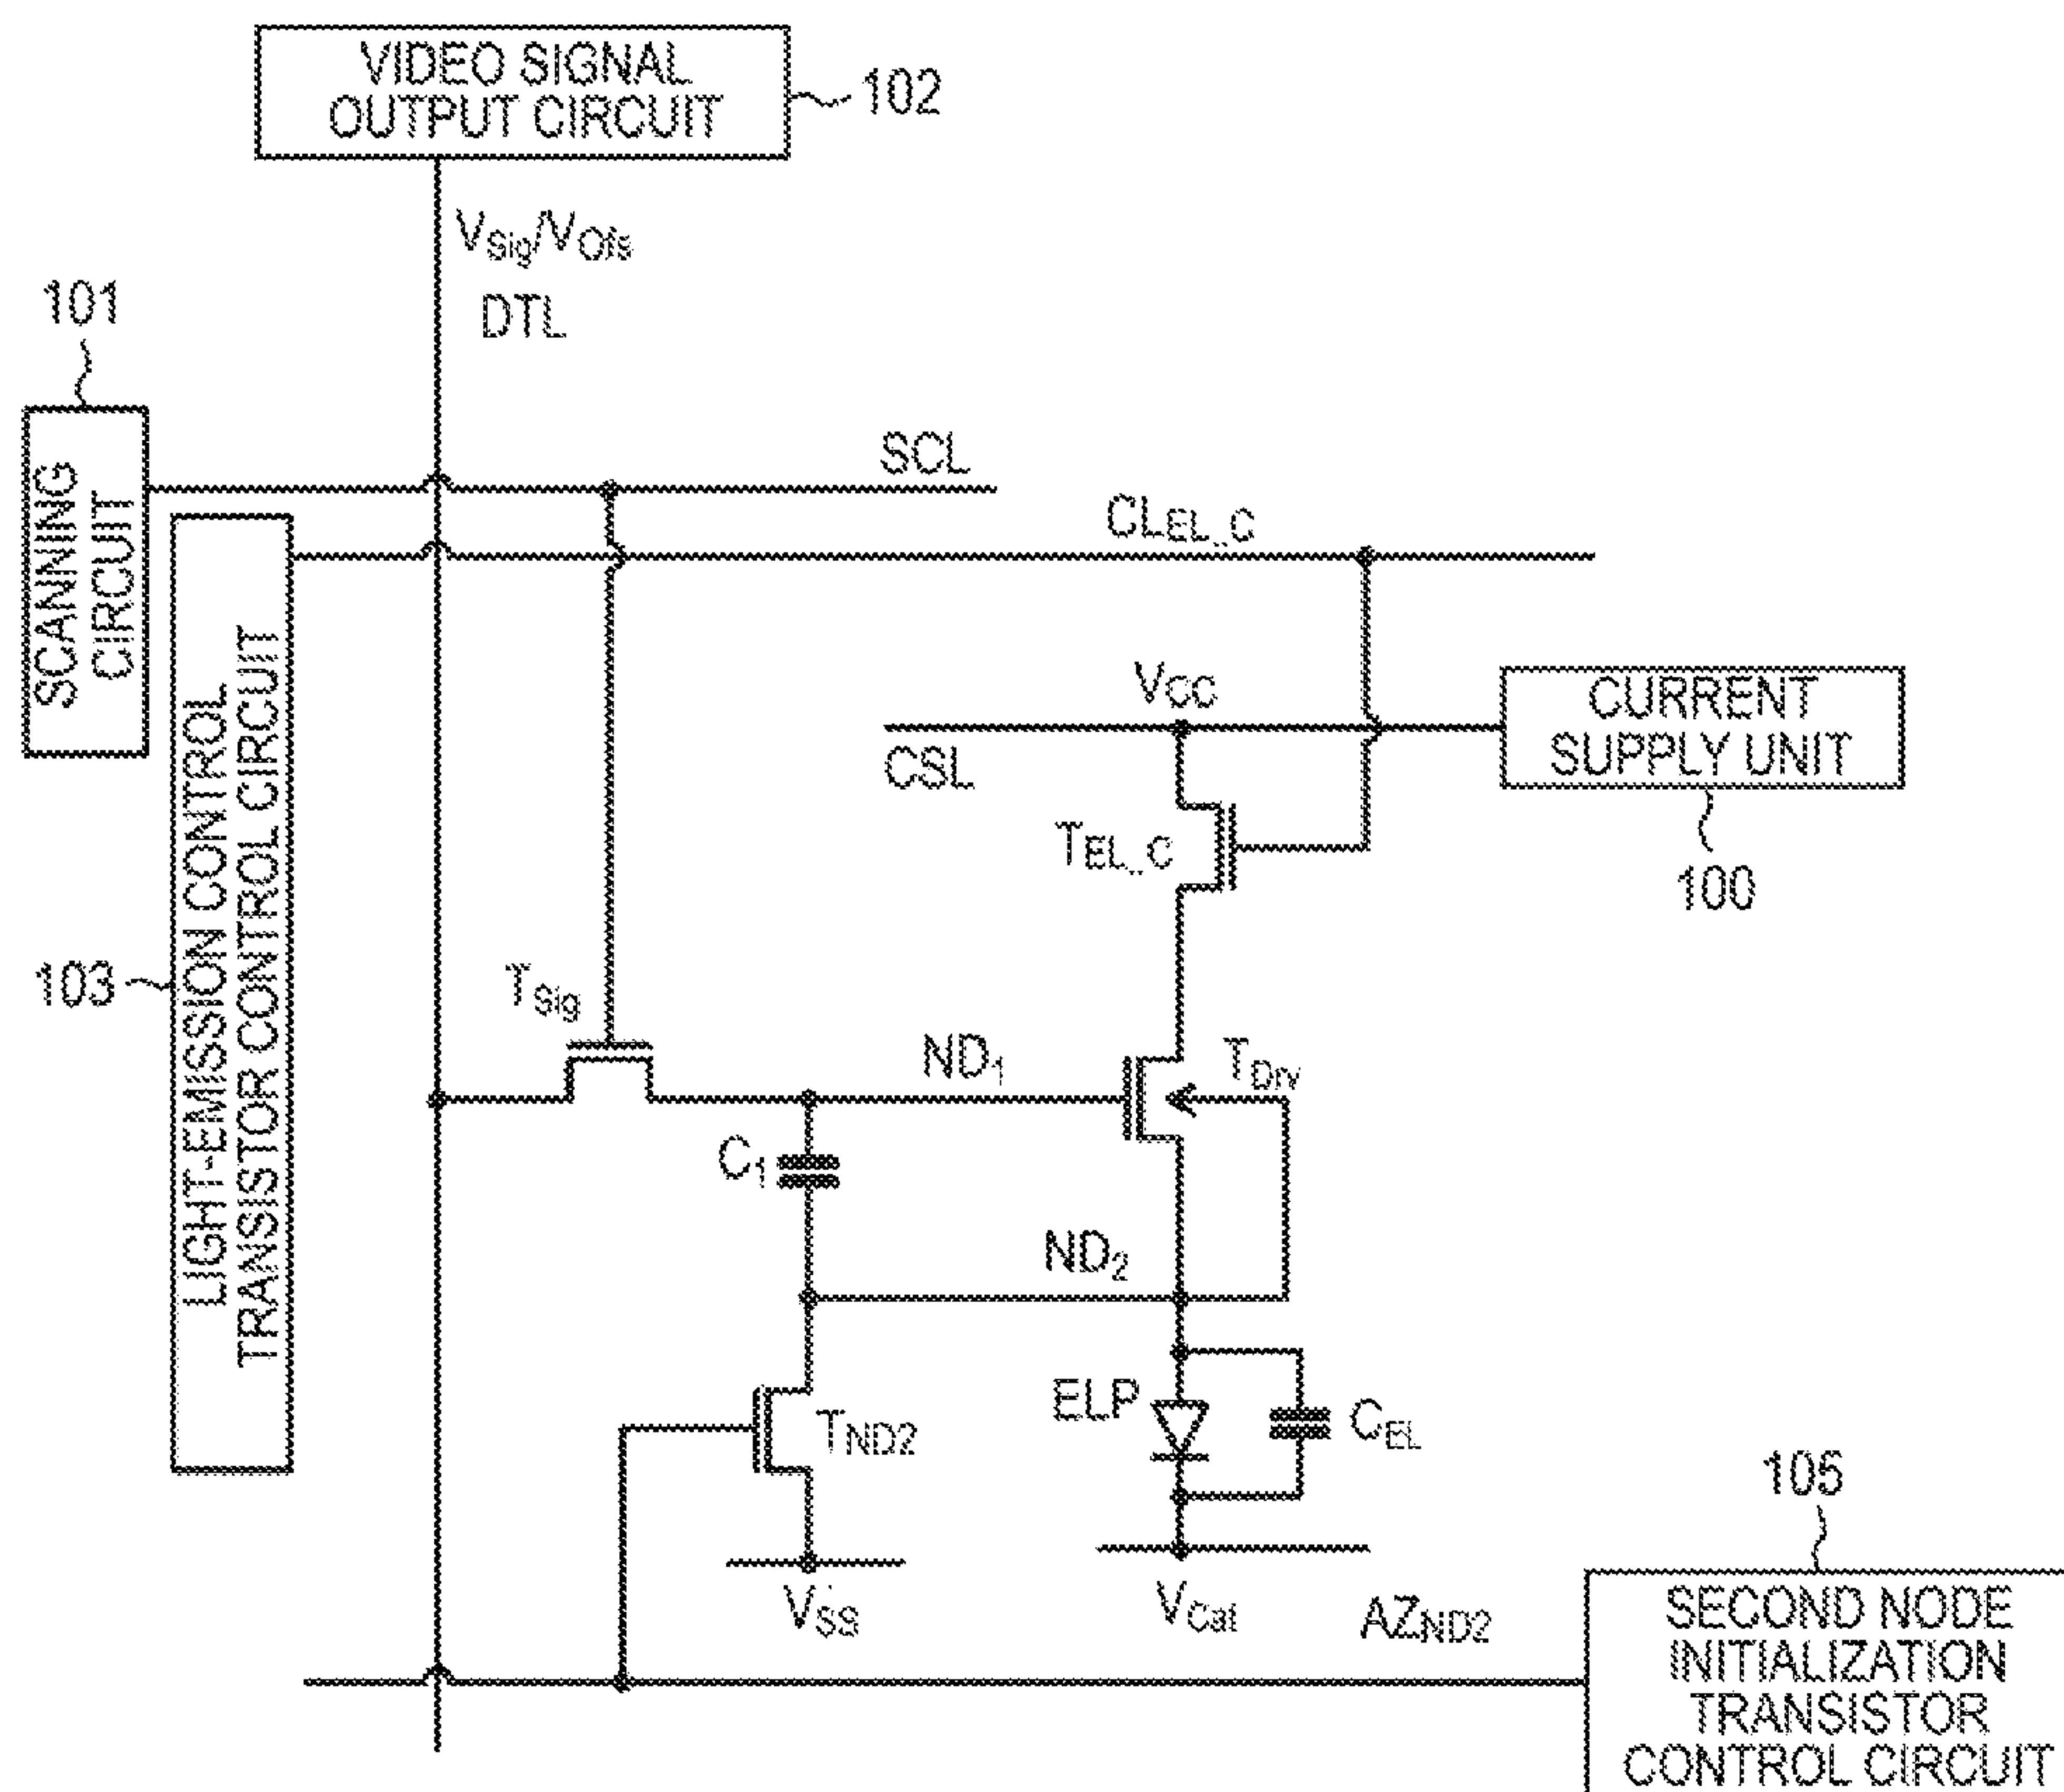 VIDEO SIGNAL
OUTPUT CIRCUIT
102
VSig/VOfs
DTL
101
SCANNING
CIRCUIT
SCL
CLEL_C
LIGHT-EMISSION CONTROL
TRANSISTOR CONTROL CIRCUIT
103
VCC
CSL
CURRENT
SUPPLY UNIT
100
TEL_C
TSig
ND1
TDrv
C1
ND2
ELP
CEL
TND2
VSS
VCat
AZND2
105
SECOND NODE
INITIALIZATION
TRANSISTOR
CONTROL CIRCUIT